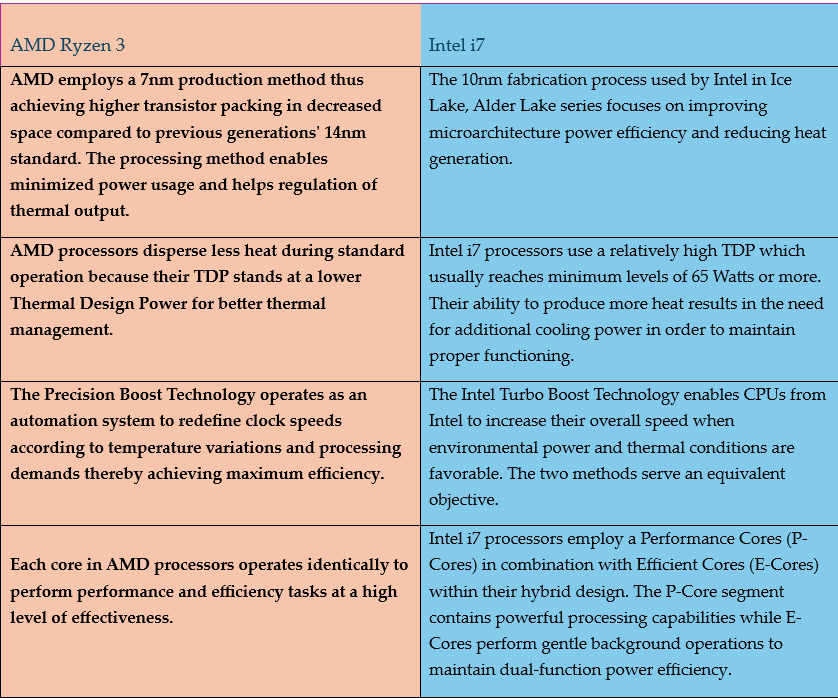 AMD Ryzen 3
Intel i7
AMD employs a 7nm production method thus
achieving higher transistor packing in decreased
space compared to previous generations' 14nm
standard. The processing method enables
minimized power usage and helps regulation of
thermal output.
The 10nm fabrication process used by Intel in Ice
Lake, Alder Lake series focuses on improving
microarchitecture power efficiency and reducing heat
generation.
AMD processors disperse less heat during standard
operation because their TDP stands at a lower
Thermal Design Power for better thermal
management.
Intel i7 processors use a relatively high TDP which
usually reaches minimum levels of 65 Watts or more.
Their ability to produce more heat results in the need
for additional cooling power in order to maintain
proper functioning.
The Precision Boost Technology operates as an
automation system to redefine clock speeds
according to temperature variations and processing
demands thereby achieving maximum efficiency.
The Intel Turbo Boost Technology enables CPUs from
Intel to increase their overall speed when
environmental power and thermal conditions are
favorable. The two methods serve an equivalent
objective.
Each core in AMD processors operates identically to
perform performance and efficiency tasks at a high
level of effectiveness.
Intel i7 processors employ a Performance Cores (P-
Cores) in combination with Efficient Cores (E-Cores)
within their hybrid design. The P-Core segment
contains powerful processing capabilities while E-
Cores perform gentle background operations to
maintain dual-function power efficiency.